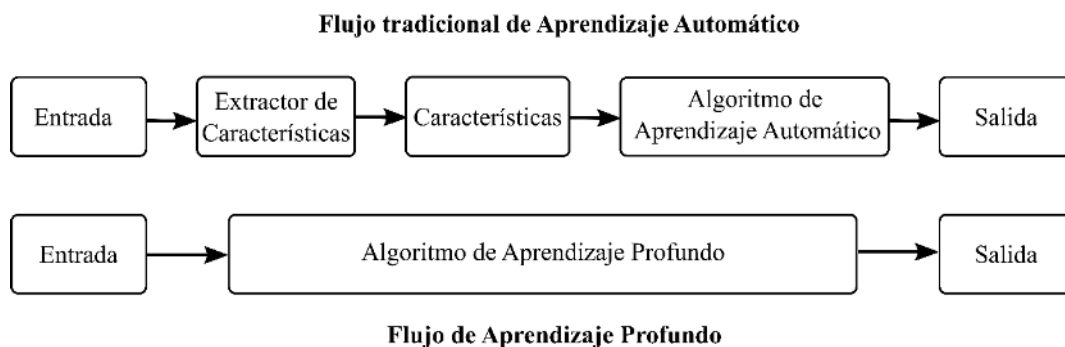 Flujo tradicional de Aprendizaje Automático
Entrada
Extractor de
Características
Características
Algoritmo de
Aprendizaje Automático
Salida
Entrada
Algoritmo de Aprendizaje Profundo
Salida
Flujo de Aprendizaje Profundo